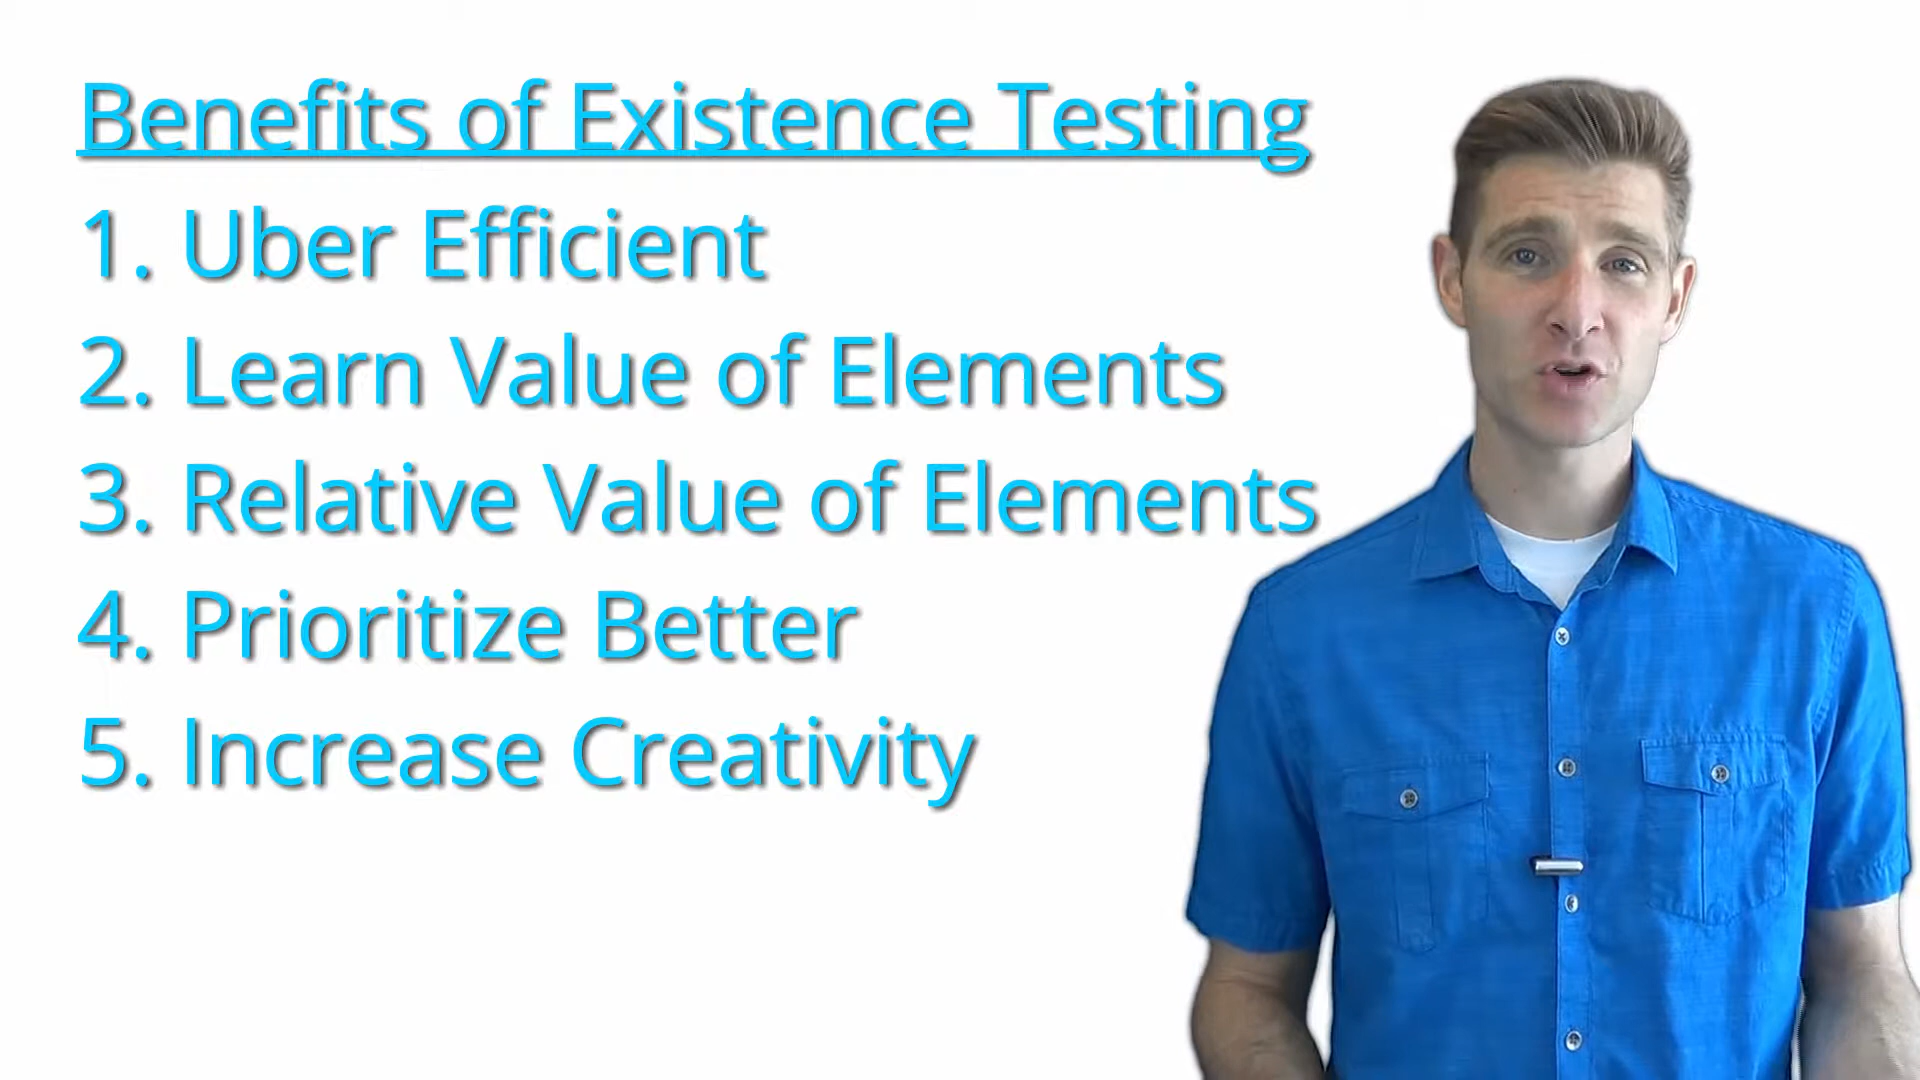 Benefits of Existence Testing
1. Uber Efficient
2. Learn Value of Elements
3. Relative Value of Elements
4. Prioritize Better
5. Increase Creativity